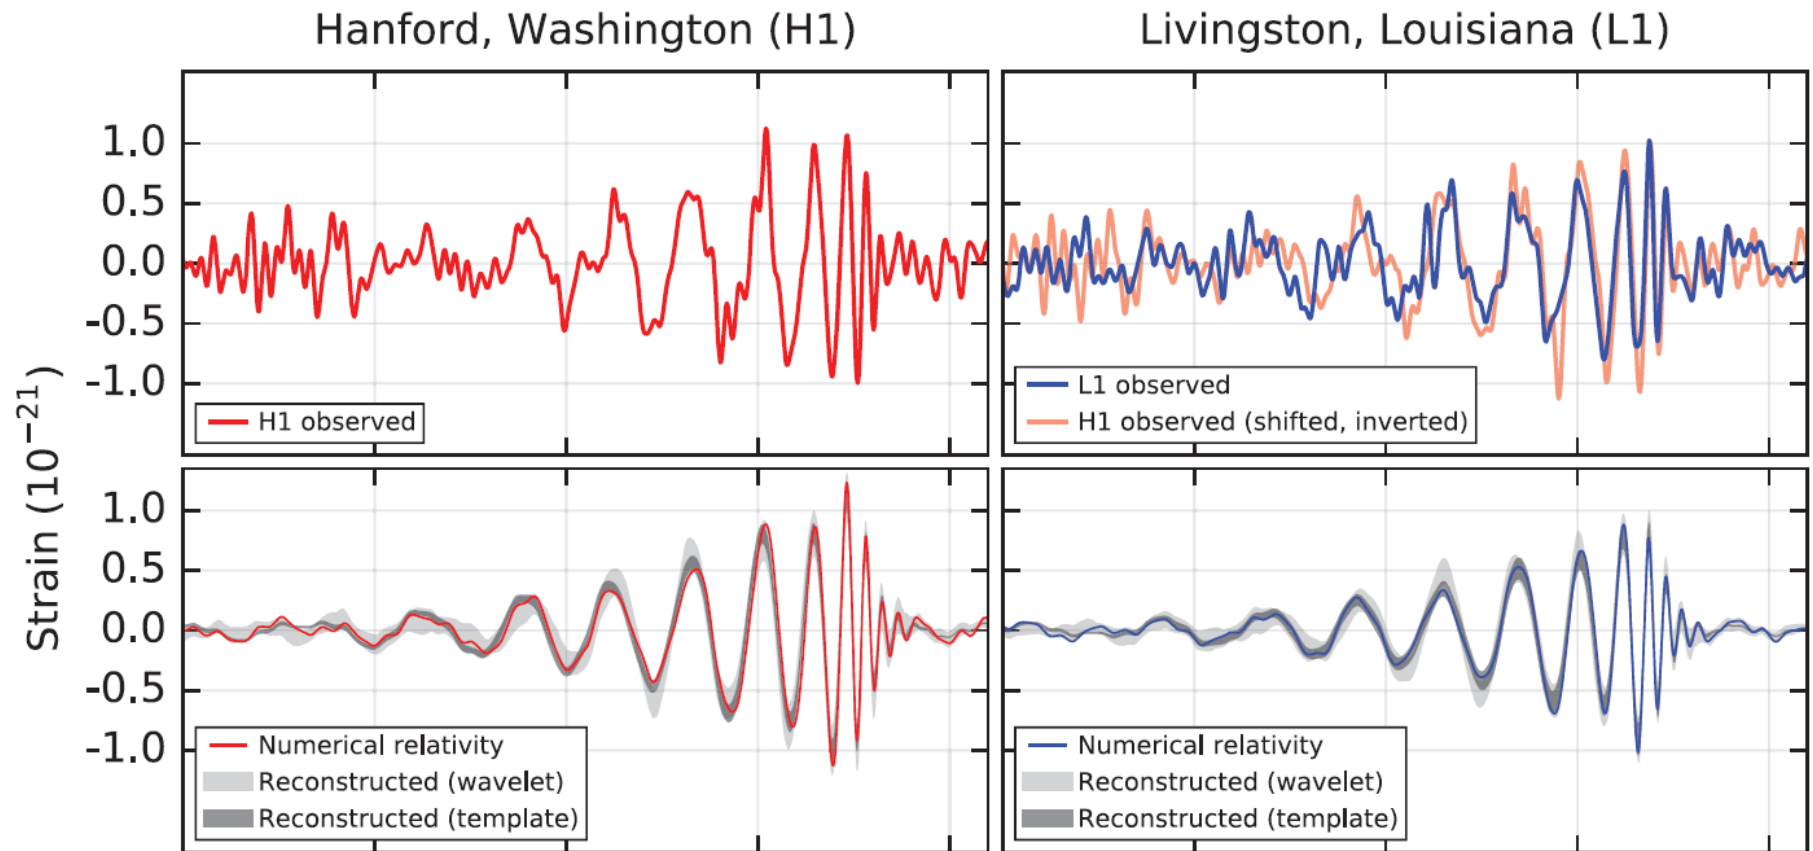 Hanford, Washington (H1)
Livingston, Louisiana (L1)
Strain (10⁻²¹)
1.0
0.5
0.0
-0.5
-1.0
H1 observed
L1 observed
H1 observed (shifted, inverted)
1.0
0.5
0.0
-0.5
-1.0
Numerical relativity
Reconstructed (wavelet)
Reconstructed (template)
Numerical relativity
Reconstructed (wavelet)
Reconstructed (template)